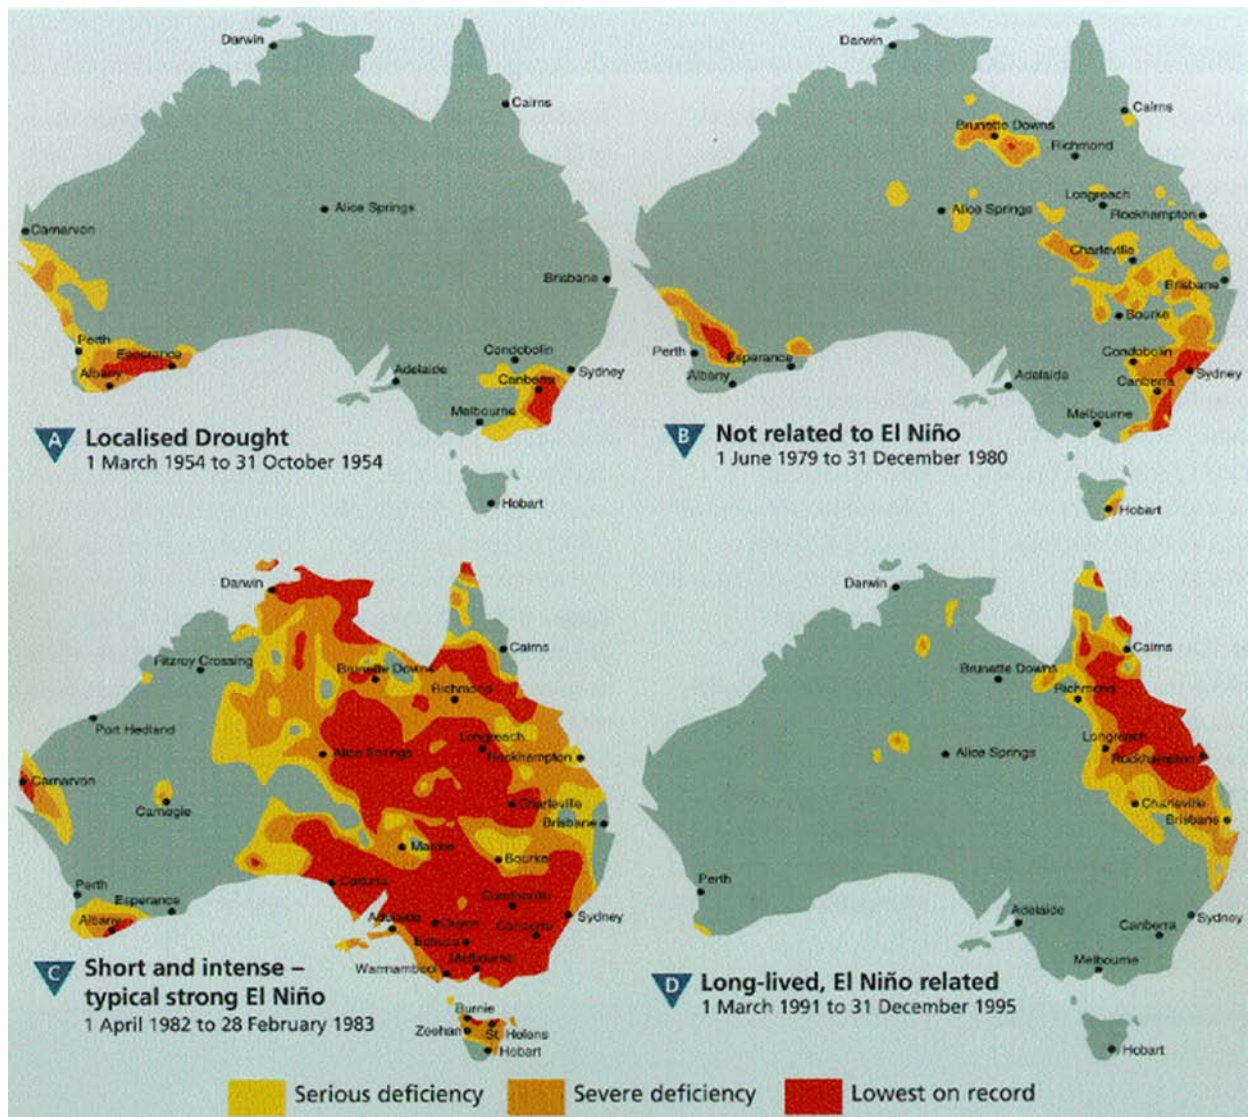 Darwin
Cairns
Alice Springs
Carnarvon
Brisbane
Perth
Esperance
Albany
Condobolin
Adelaide
Canberra
Sydney
Melbourne
A
Localised Drought
1 March 1954 to 31 October 1954
Hobart
Darwin
Cairns
Brunette Downs
Richmond
Longreach
Alice Springs
Rockhampton
Charleville
Brisbane
Bourke
Perth
Esperance
Condobolin
Albany
Adelaide
Canberra
Sydney
Melbourne
B
Not related to El Niño
1 June 1979 to 31 December 1980
Hobart
Darwin
Cairns
Fitzroy Crossing
Brunette Downs
Richmond
Port Hedland
Longreach
Alice Springs
Rockhampton
Carnarvon
Carnegie
Charleville
Brisbane
Marree
Bourke
Perth
Ceduna
Esperance
Condobolin
Albany
Adelaide
Ouyen
Canberra
Sydney
Echuca
Melbourne
Warrnambool
C
Short and intense –
typical strong El Niño
1 April 1982 to 28 February 1983
Burnie
Zeehan
St. Helens
Hobart
Darwin
Cairns
Brunette Downs
Richmond
Longreach
Alice Springs
Rockhampton
Charleville
Brisbane
Perth
Adelaide
Canberra
Sydney
Melbourne
D
Long-lived, El Niño related
1 March 1991 to 31 December 1995
Hobart
Serious deficiency
Severe deficiency
Lowest on record